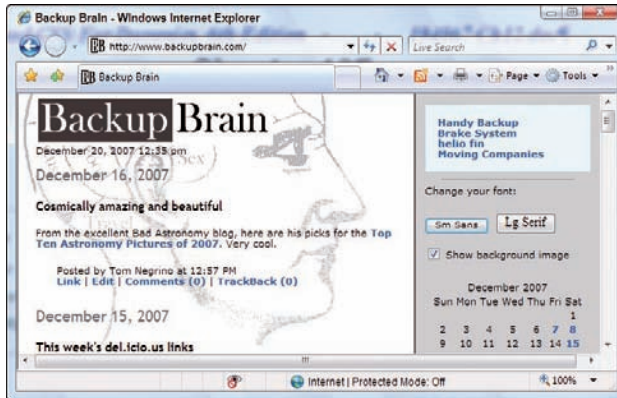 Backup Brain - Windows Internet Explorer
http://www.backupbrain.com/
Live Search
Backup Brain
Page
Tools
Backup Brain
December 20, 2007 12:35 pm
December 16, 2007
Cosmically amazing and beautiful
From the excellent Bad Astronomy blog, here are his picks for the Top
Ten Astronomy Pictures of 2007. Very cool.
Posted by Tom Negrino at 12:57 PM
Link | Edit | Comments (0) | TrackBack (0)
December 15, 2007
This week's del.icio.us links
Handy Backup
Brake System
helio fin
Moving Companies
Change your font:
Sm Sans
Lg Serif
Show background image
December 2007
Sun Mon Tue Wed Thu Fri Sat
1
2 3 4 5 6 7 8
9 10 11 12 13 14 15
Internet | Protected Mode: Off
100%